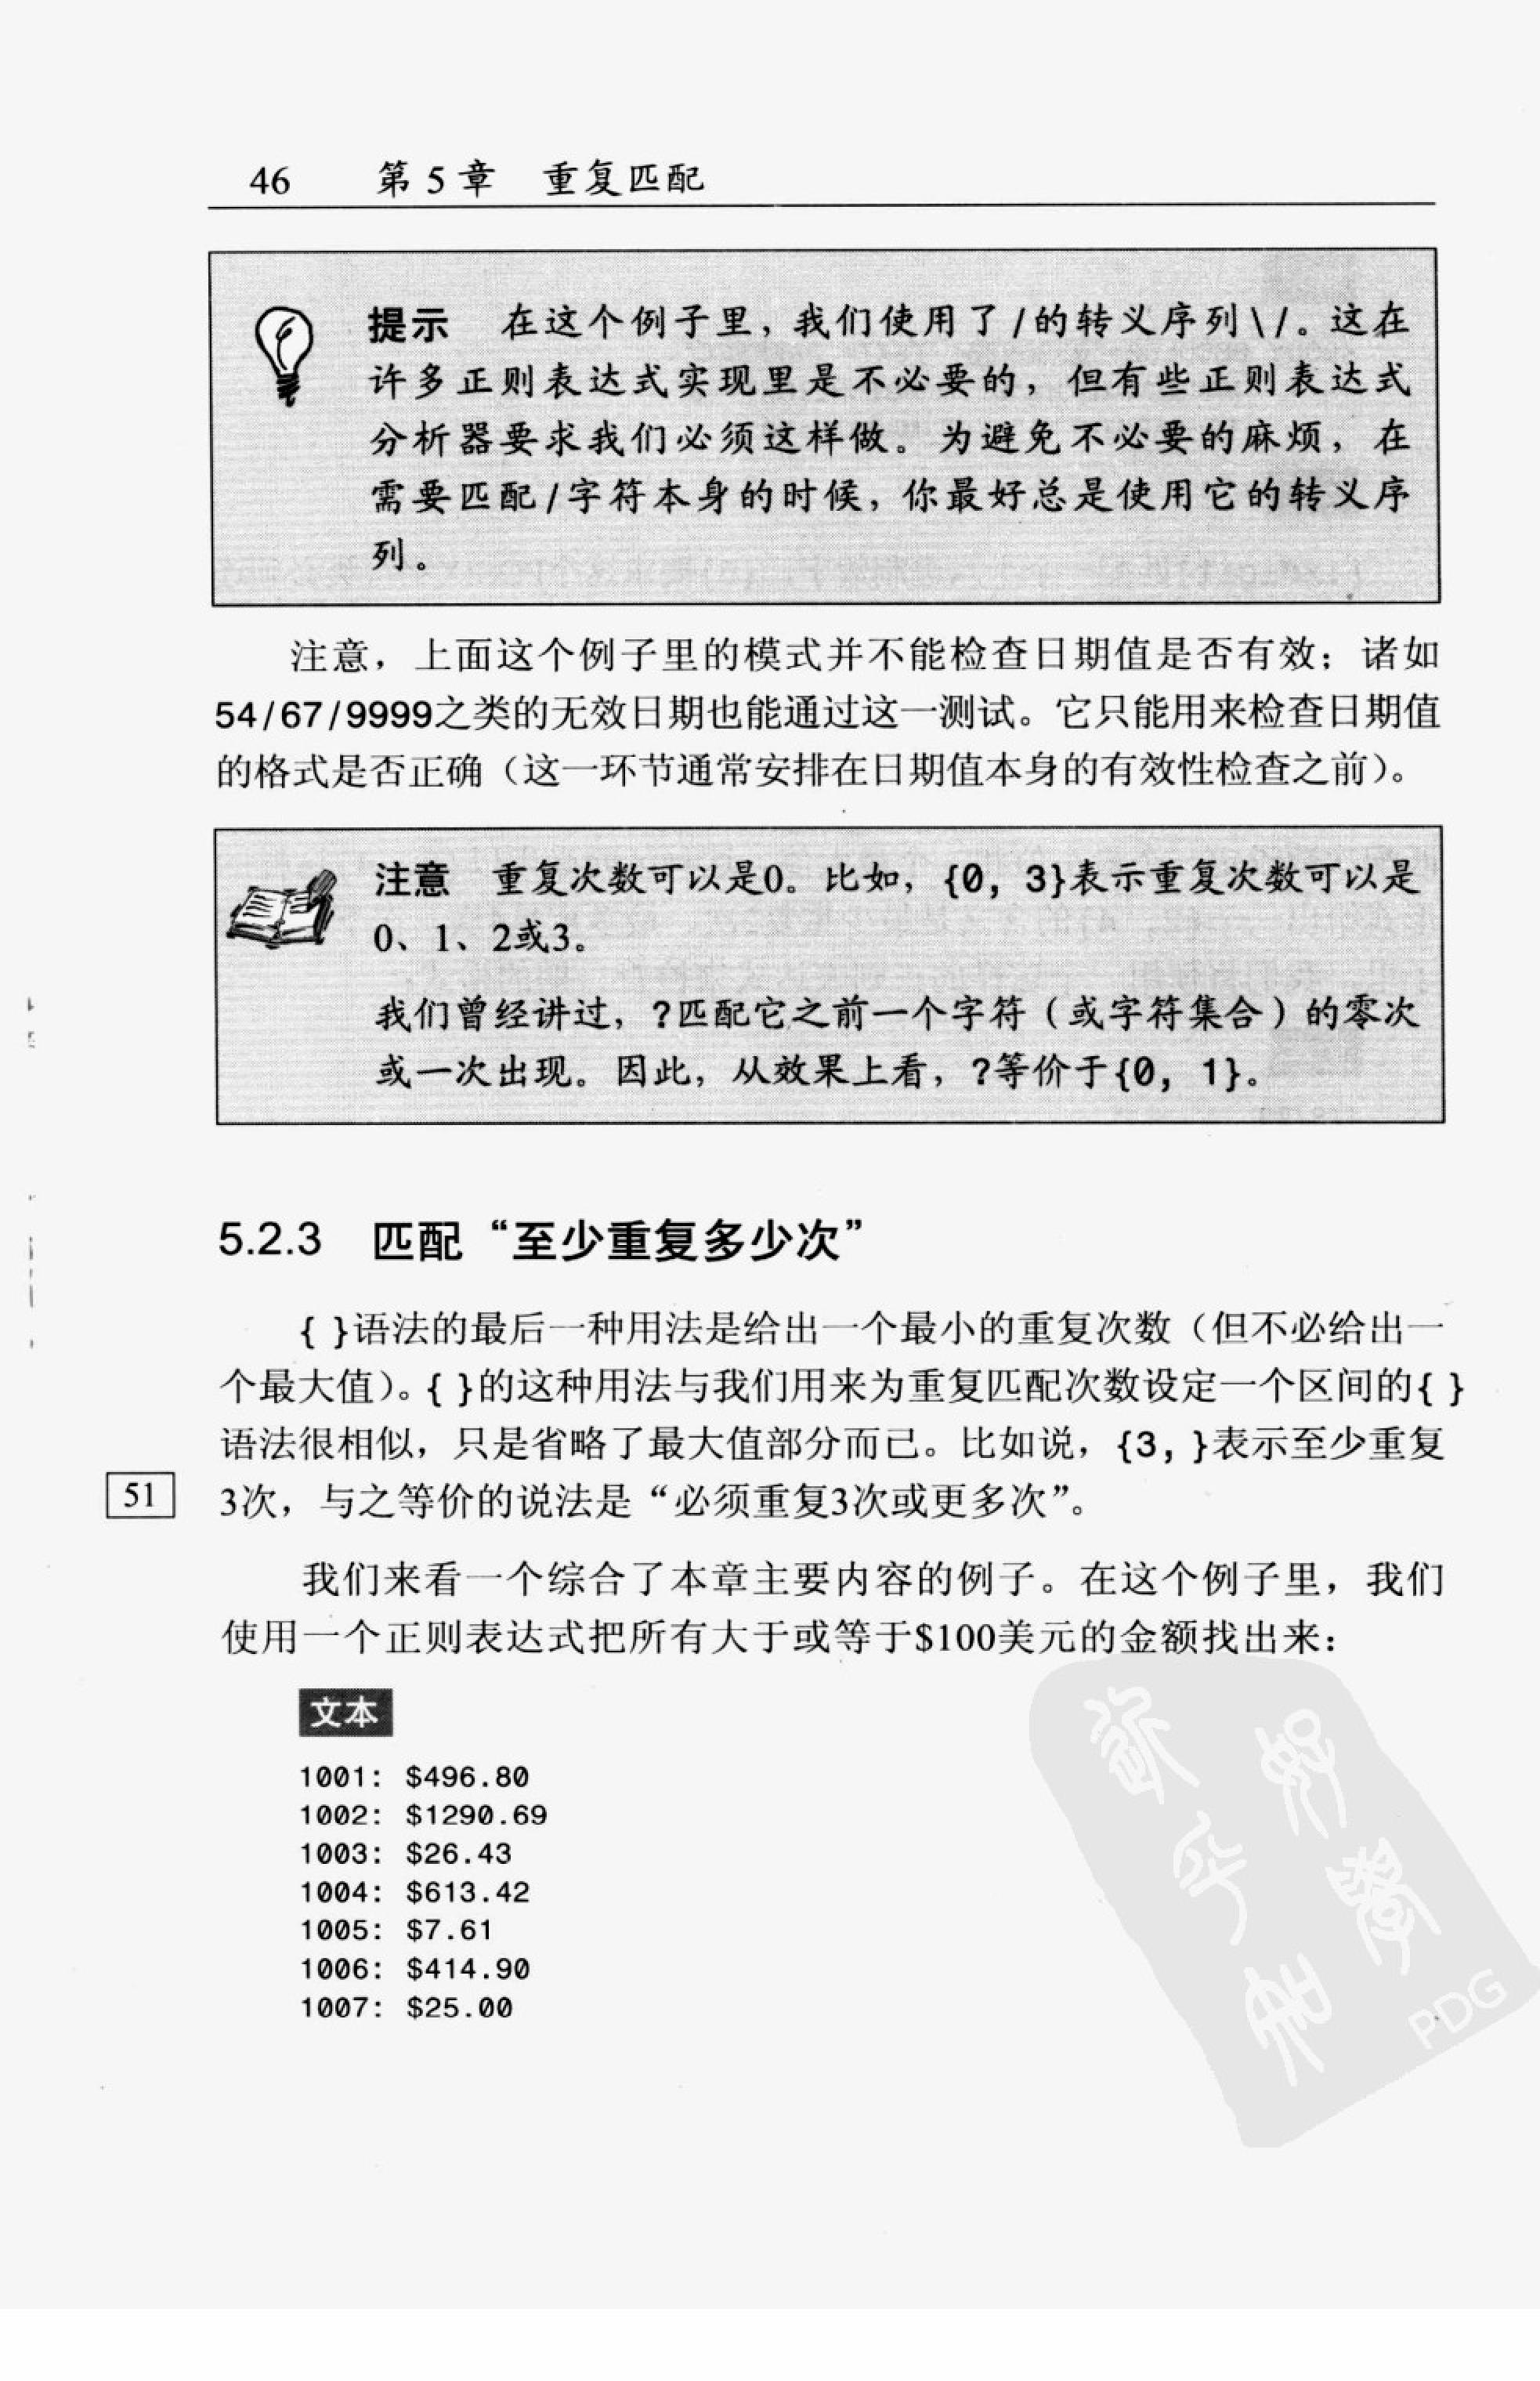 46 第5章 重复匹配
提示 在这个例子里，我们使用了/的转义序列\/。这在
许多正则表达式实现里是不必要的，但有些正则表达式
分析器要求我们必须这样做。为避免不必要的麻烦，在
需要匹配/字符本身的时候，你最好总是使用它的转义序
列。
注意，上面这个例子里的模式并不能检查日期值是否有效；诸如
54/67/9999之类的无效日期也能通过这一测试。它只能用来检查日期值
的格式是否正确（这一环节通常安排在日期值本身的有效性检查之前）。
注意 重复次数可以是0。比如，{0, 3}表示重复次数可以是
0、1、2或3。
我们曾经讲过，?匹配它之前一个字符（或字符集合）的零次
或一次出现。因此，从效果上看，?等价于{0, 1}。
5.2.3 匹配“至少重复多少次”
{ }语法的最后一种用法是给出一个最小的重复次数（但不必给出一
个最大值）。{ }的这种用法与我们用来为重复匹配次数设定一个区间的{ }
语法很相似，只是省略了最大值部分而已。比如说，{3, }表示至少重复
51 3次，与之等价的说法是“必须重复3次或更多次”。
我们来看一个综合了本章主要内容的例子。在这个例子里，我们
使用一个正则表达式把所有大于或等于$100美元的金额找出来：
文本
1001: $496.80
1002: $1290.69
1003: $26.43
1004: $613.42
1005: $7.61
1006: $414.90
1007: $25.00
PDG